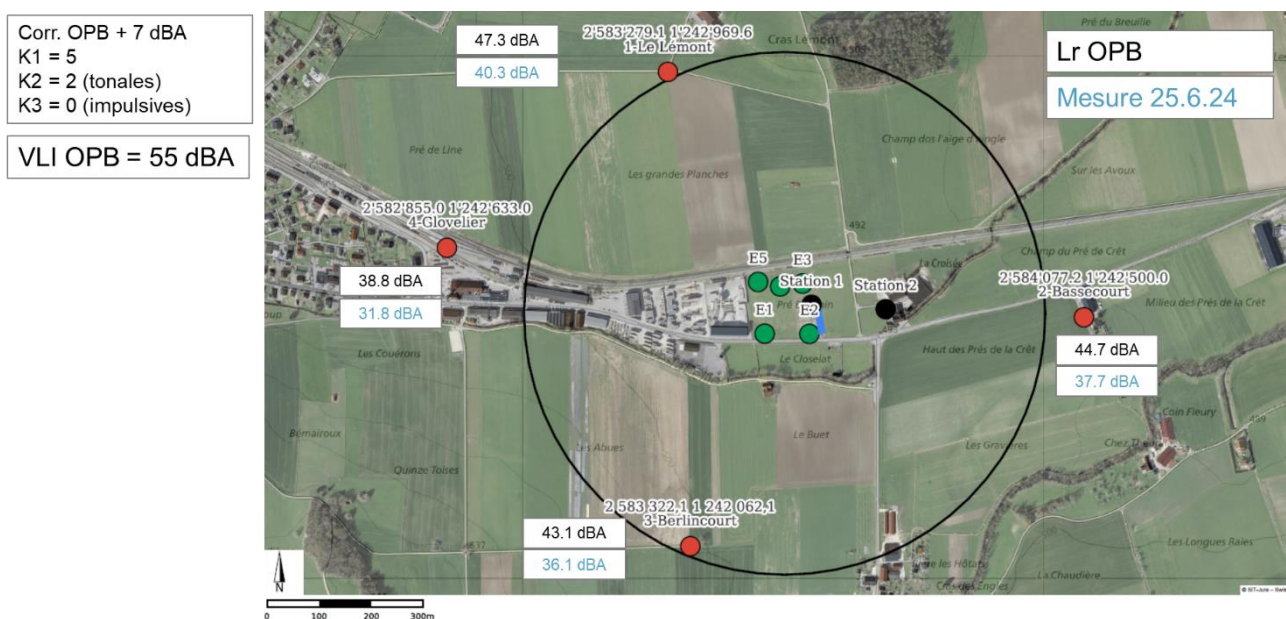 Corr. OPB + 7 dBA
K1 = 5
K2 = 2 (tonales)
K3 = 0 (impulsives)
VLI OPB = 55 dBA
Lr OPB
Mesure 25.6.24
Pré du Breuille
Cras Lémont
47.3 dBA
40.3 dBA
2'583'279.1 1'242'969.6
1-Le Lémont
Pré de Line
Les grandes Planches
Champ dos l'aige d'ingle
Sur les Avoux
2'582'855.0 1'242'633.0
4-Glovelier
492
Champ du Pré de Crêt
La Croisée
E5
E3
Station 1
Station 2
38.8 dBA
31.8 dBA
E1
E2
2'584'077.2 1'242'500.0
2-Bassecourt
Milieu des Prés de la Crêt
Les Couérons
Le Closelat
Haut des Prés de la Crêt
44.7 dBA
37.7 dBA
Bémairoux
Quinze Toises
Les Abues
Le Buet
Les Gravières
Coin Fleury
2 583 322,1 1 242 062,1
3-Berlincourt
43.1 dBA
36.1 dBA
Les Longues Raies
La Chaudière
N
0 100 200 300m